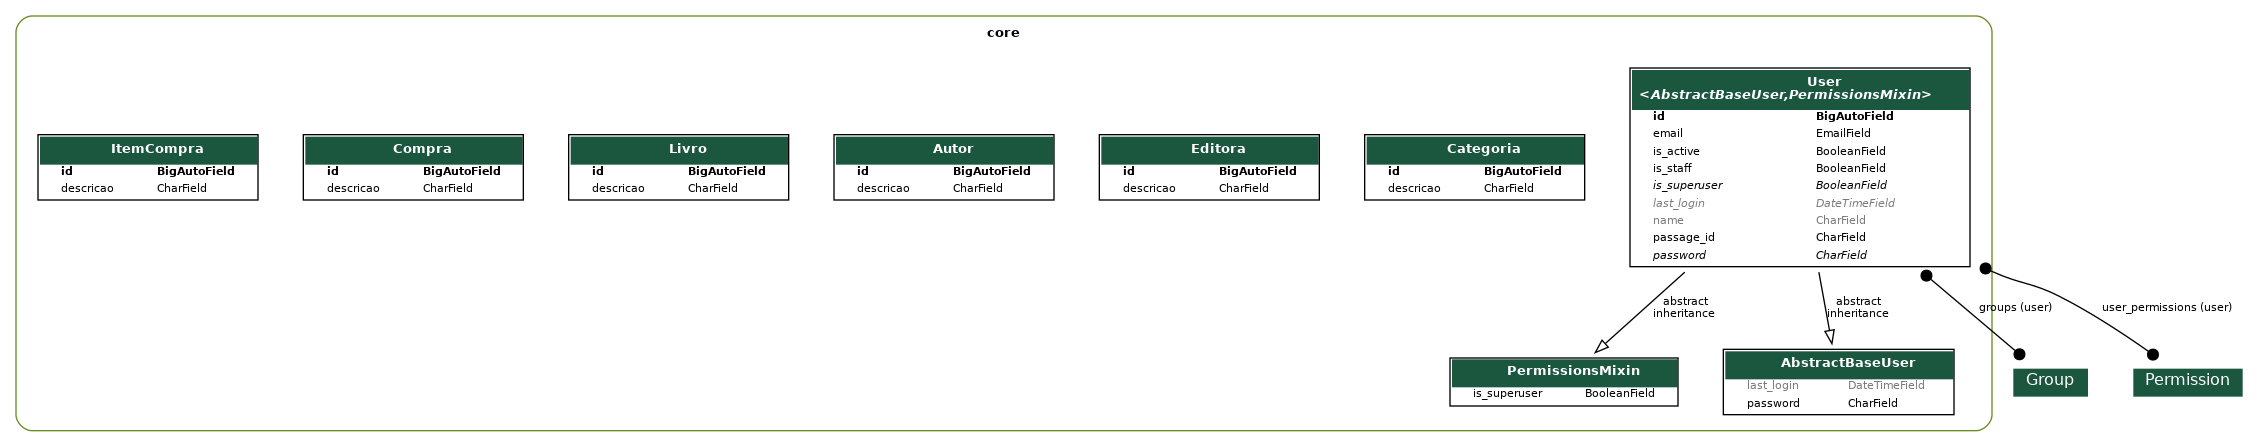 core
ItemCompra
id BigAutoField
descricao CharField
Compra
id BigAutoField
descricao CharField
Livro
id BigAutoField
descricao CharField
Autor
id BigAutoField
descricao CharField
Editora
id BigAutoField
descricao CharField
Categoria
id BigAutoField
descricao CharField
User
<AbstractBaseUser,PermissionsMixin>
id BigAutoField
email EmailField
is_active BooleanField
is_staff BooleanField
is_superuser BooleanField
last_login DateTimeField
name CharField
passage_id CharField
password CharField
abstract
inheritance
abstract
inheritance
groups (user)
user_permissions (user)
PermissionsMixin
is_superuser BooleanField
AbstractBaseUser
last_login DateTimeField
password CharField
Group
Permission